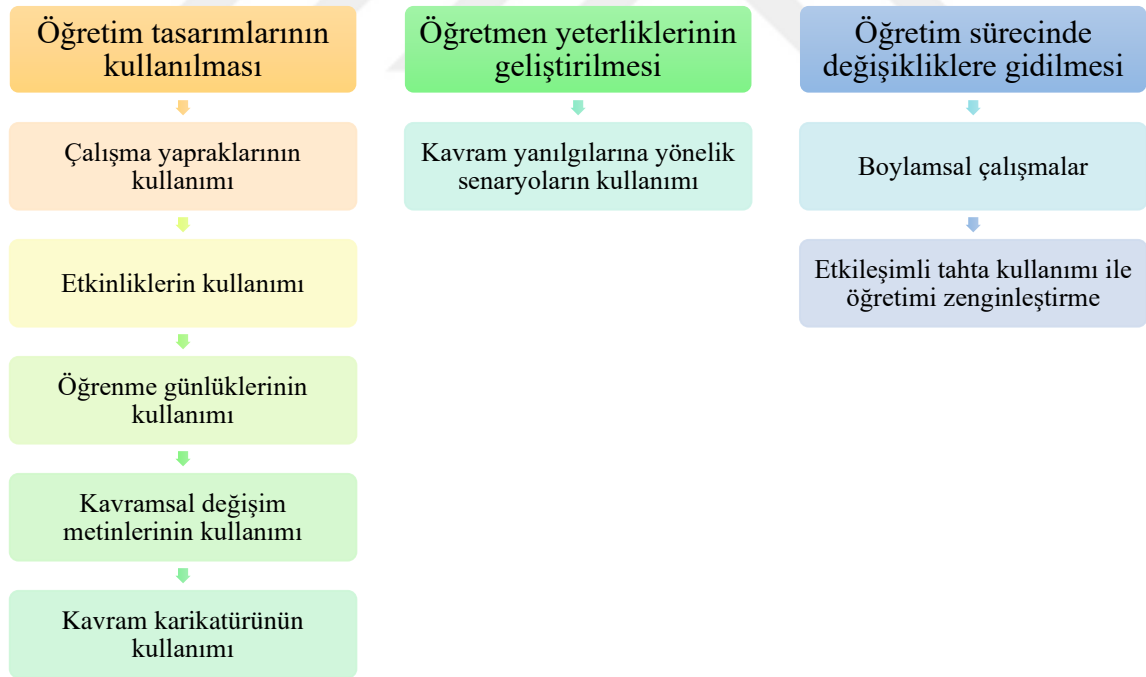 Öğretim tasarımlarının
kullanılması
Çalışma yapraklarının
kullanımı
Etkinliklerin kullanımı
Öğrenme günlüklerinin
kullanımı
Kavramsal değişim
metinlerinin kullanımı
Kavram karikatürünün
kullanımı
Öğretmen yeterliklerinin
geliştirilmesi
Kavram yanılgılarına yönelik
senaryoların kullanımı
Öğretim sürecinde
değişikliklere gidilmesi
Boylamsal çalışmalar
Etkileşimli tahta kullanımı ile
öğretimi zenginleştirme